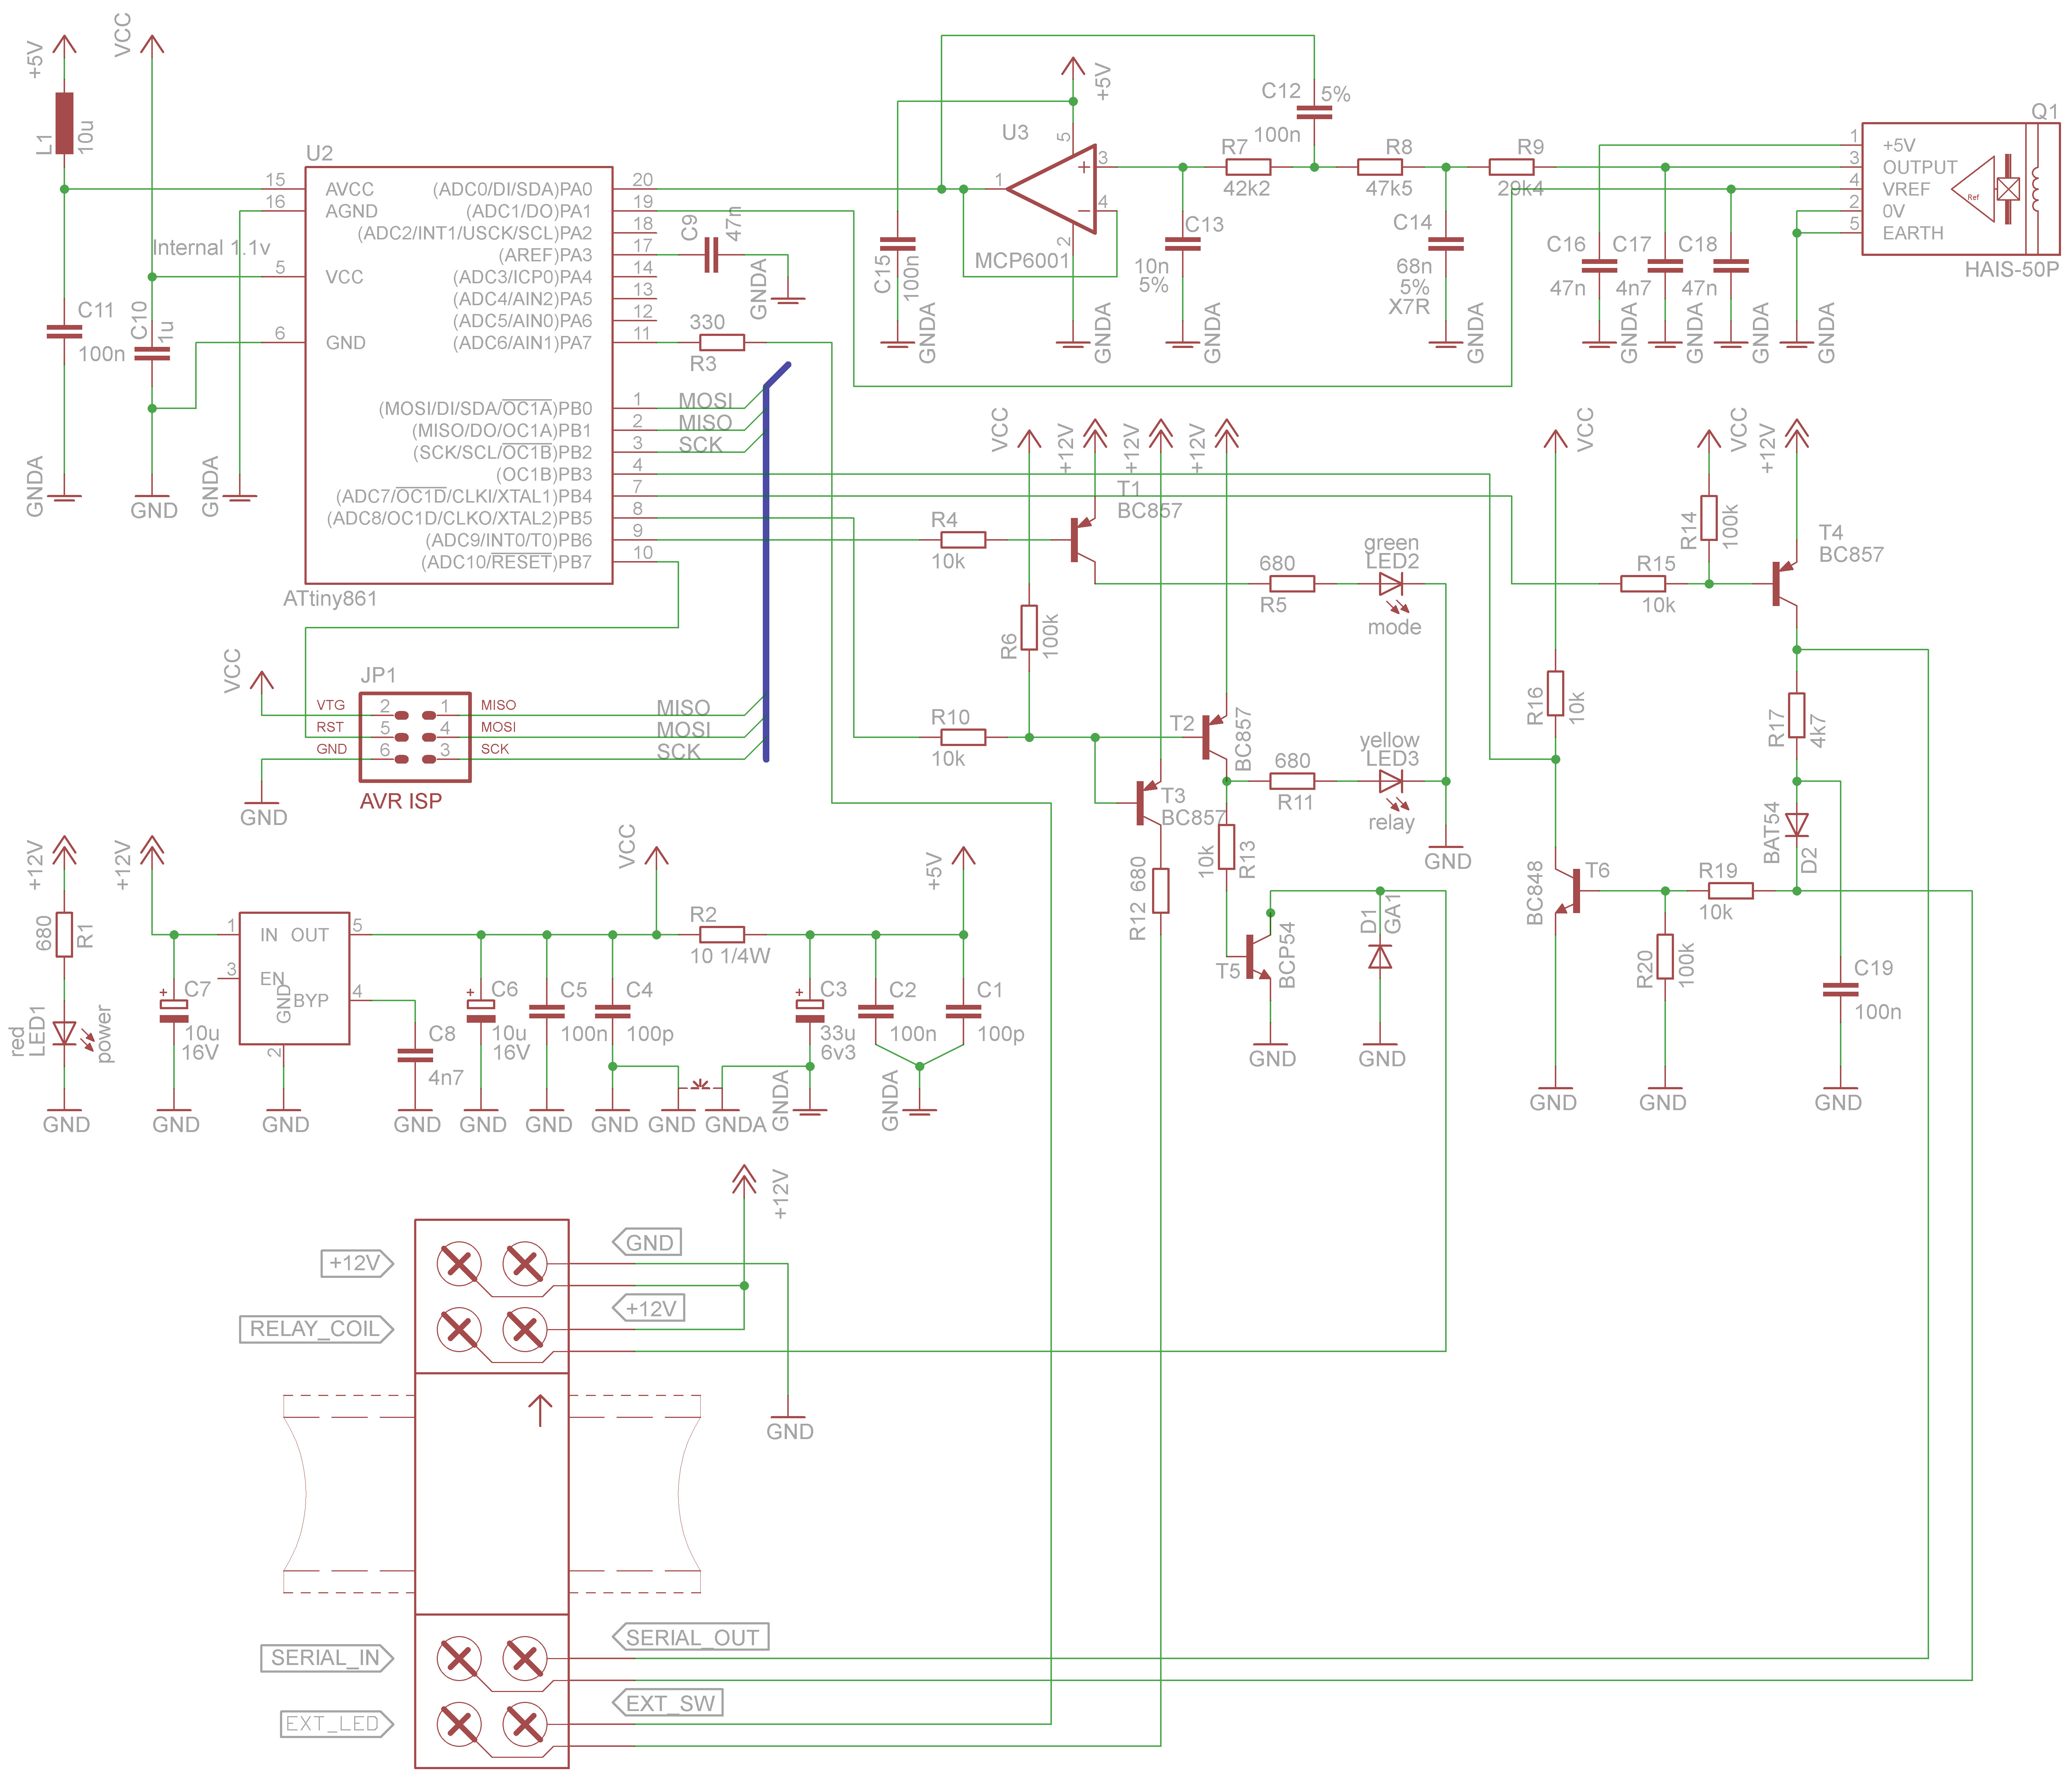 +5V
L1
10u
VCC
C11
100n
GNDA
Internal 1.1v
C10
1u
GND
GNDA
U2
15
16
5
6
AVCC
AGND
VCC
GND
(ADC0/DI/SDA)PA0
(ADC1/DO)PA1
(ADC2/INT1/USCK/SCL)PA2
(AREF)PA3
(ADC3/ICP0)PA4
(ADC4/AIN2)PA5
(ADC5/AIN0)PA6
(ADC6/AIN1)PA7
(MOSI/DI/SDA/OC1A)PB0
(MISO/DO/OC1A)PB1
(SCK/SCL/OC1B)PB2
(OC1B)PB3
(ADC7/OC1D/CLKI/XTAL1)PB4
(ADC8/OC1D/CLKO/XTAL2)PB5
(ADC9/INT0/T0)PB6
(ADC10/RESET)PB7
20
19
18
17
14
13
12
11
1
2
3
4
7
8
9
10
ATtiny861
C9
47n
GNDA
330
R3
MOSI
MISO
SCK
+5V
U3
5
1
3
4
2
+
−
MCP6001
C15
100n
GNDA
GNDA
C12
5%
100n
R7
42k2
R8
47k5
R9
29k4
C13
10n
5%
GNDA
C14
68n
5%
X7R
GNDA
C16
47n
GNDA
C17
4n7
GNDA
C18
47n
GNDA
Q1
1
3
4
2
5
+5V
OUTPUT
VREF
0V
EARTH
Ref
HAIS-50P
VCC
+12V
+12V
+12V
T1
BC857
R4
10k
R6
100k
680
R5
green
LED2
mode
R10
10k
T2
BC857
T3
BC857
680
R11
yellow
LED3
relay
GND
10k
R13
R12
680
T5
BCP54
GND
D1
GA1
GND
VCC
VCC
+12V
R14
100k
R15
10k
T4
BC857
R16
10k
R17
4k7
BAT54
D2
BC848
T6
R19
10k
R20
100k
C19
100n
GND
GND
GND
VCC
JP1
VTG
RST
GND
2
5
6
1
4
3
MISO
MOSI
SCK
MISO
MOSI
SCK
AVR ISP
GND
+12V
680
R1
red
LED1
power
GND
+12V
C7
10u
16V
+
GND
1
3
2
5
4
IN
OUT
EN
GND
BYP
GND
C8
4n7
GND
C6
10u
16V
+
GND
C5
100n
GND
C4
100p
GND
VCC
R2
10 1/4W
GND
GNDA
C3
33u
6v3
+
GNDA
C2
100n
GNDA
C1
100p
+5V
+12V
GND
+12V
+12V
RELAY_COIL
GND
SERIAL_OUT
SERIAL_IN
EXT_SW
EXT_LED